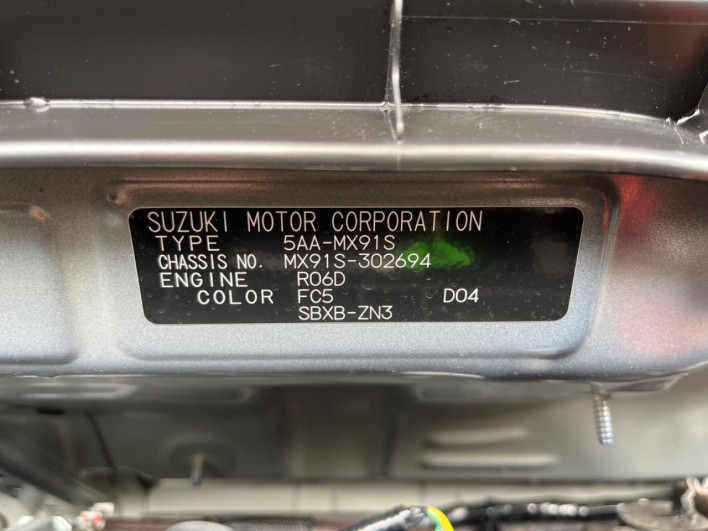 SUZUKI MOTOR CORPORATION
TYPE 5AA-MX91S
CHASSIS NO. MX91S-302694
ENGINE R06D
COLOR FC5 D04
SBXB-ZN3